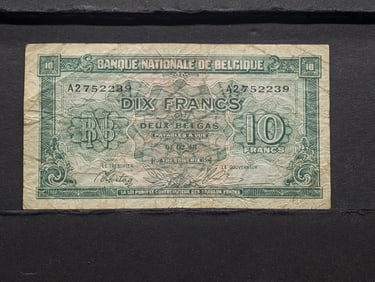 10 BANQUE NATIONALE DE BELGIQUE 10
A2752239 A2752239
DIX FRANCS
DEUX BELGAS
PAYABLES A VUE
10
FRANCS
LE TRÉSORIER LE GOUVERNEUR